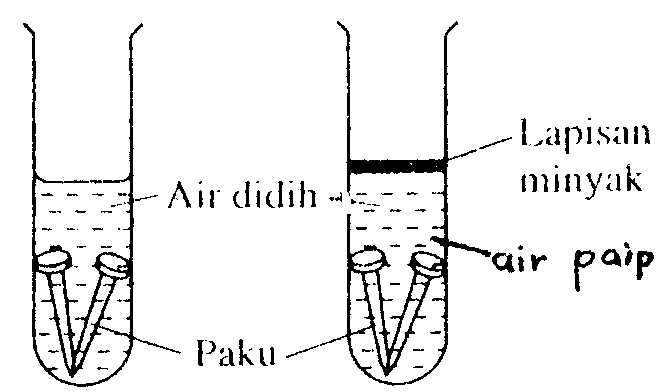 Lapisan
minyak
Air didih
air paip
Paku